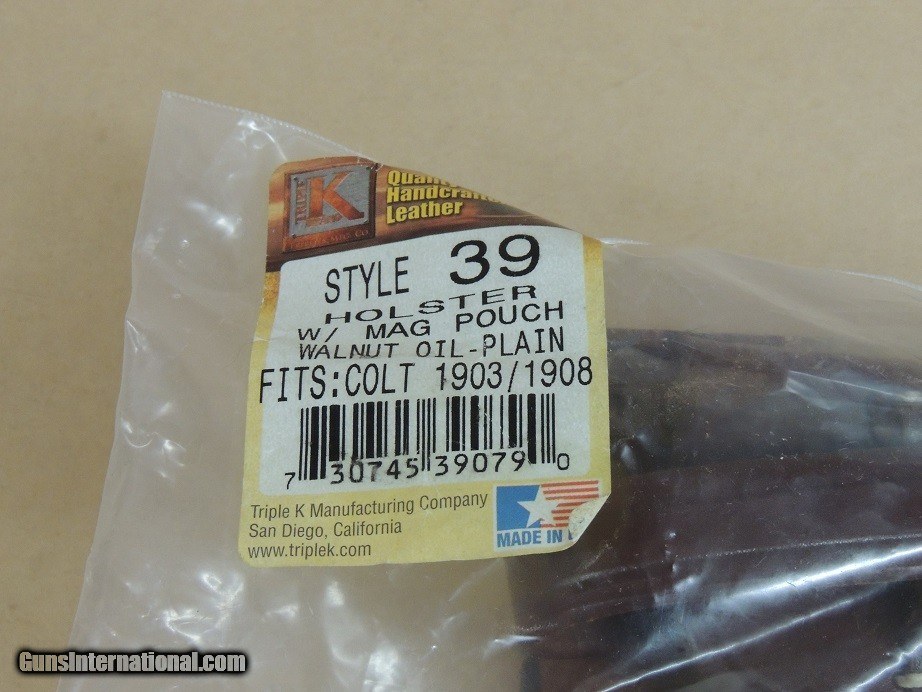 K
Handcraft
Leather
STYLE 39
HOLSTER
W/ MAG POUCH
WALNUT OIL-PLAIN
FITS:COLT 1903/1908
7 30745 39079 0
Triple K Manufacturing Company
San Diego, California
www.triplek.com
MADE IN
GunsInternational.com